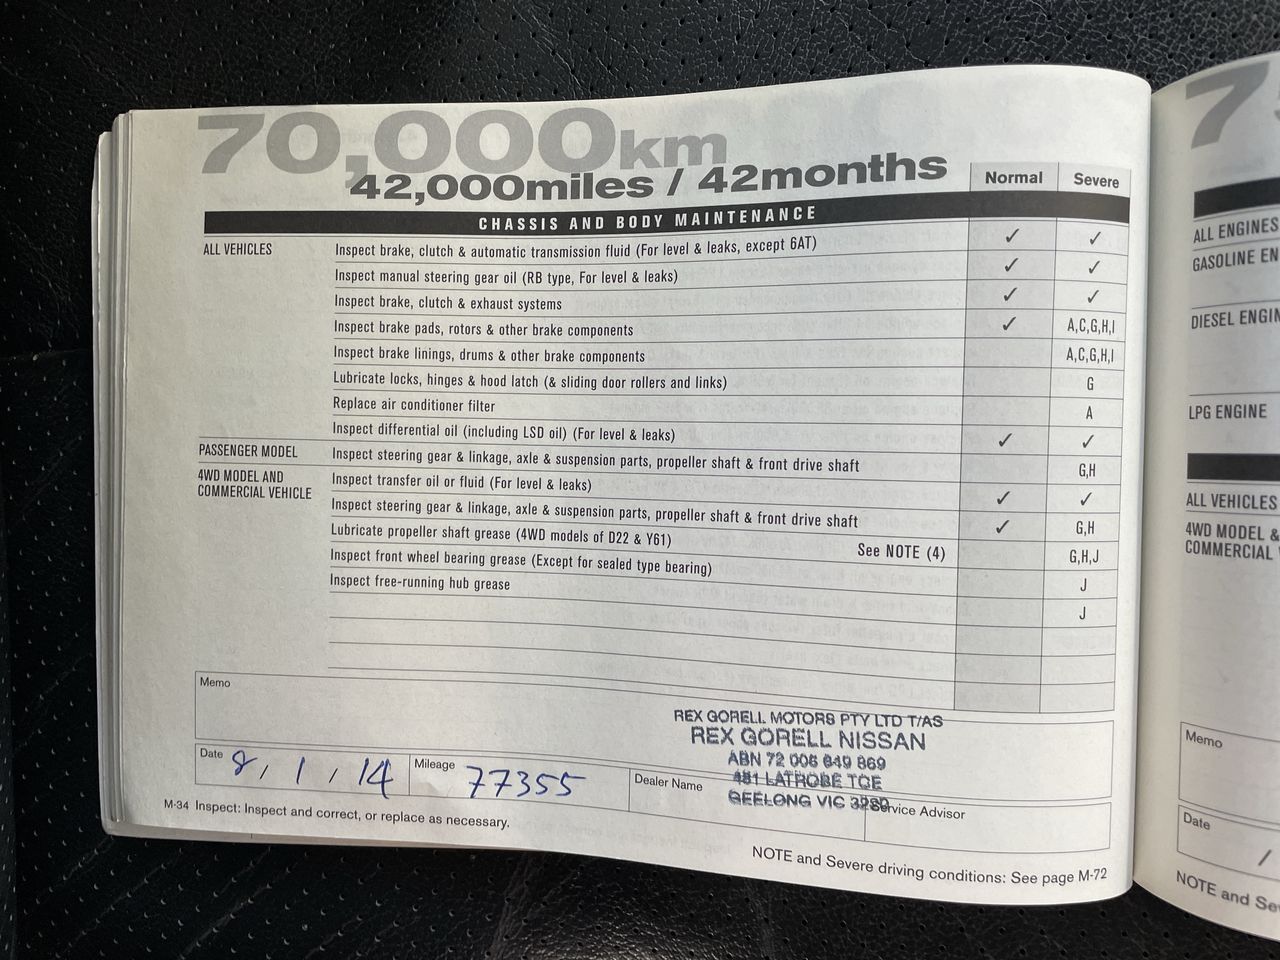 70,000km
42,000miles / 42months
Normal Severe
CHASSIS AND BODY MAINTENANCE
ALL VEHICLES Inspect brake, clutch & automatic transmission fluid (For level & leaks, except 6AT) ✓ ✓
Inspect manual steering gear oil (RB type, For level & leaks) ✓ ✓
Inspect brake, clutch & exhaust systems ✓ ✓
Inspect brake pads, rotors & other brake components ✓ A,C,G,H,I
Inspect brake linings, drums & other brake components A,C,G,H,I
Lubricate locks, hinges & hood latch (& sliding door rollers and links) G
Replace air conditioner filter A
Inspect differential oil (including LSD oil) (For level & leaks) ✓ ✓
PASSENGER MODEL Inspect steering gear & linkage, axle & suspension parts, propeller shaft & front drive shaft G,H
4WD MODEL AND COMMERCIAL VEHICLE Inspect transfer oil or fluid (For level & leaks) ✓ ✓
Inspect steering gear & linkage, axle & suspension parts, propeller shaft & front drive shaft ✓ G,H
Lubricate propeller shaft grease (4WD models of D22 & Y61) See NOTE (4) G,H,J
Inspect front wheel bearing grease (Except for sealed type bearing) J
Inspect free-running hub grease J
Memo
REX GORELL MOTORS PTY LTD T/AS
REX GORELL NISSAN
ABN 72 006 849 869
481 LATROBE TCE
GEELONG VIC 3220
Date 8 / 1 / 14 Mileage 77355 Dealer Name
Service Advisor
M-34 Inspect: Inspect and correct, or replace as necessary.
NOTE and Severe driving conditions: See page M-72
7
ALL ENGINES
GASOLINE EN
DIESEL ENGIN
LPG ENGINE
ALL VEHICLES
4WD MODEL &
COMMERCIAL
Memo
Date /
NOTE and Se